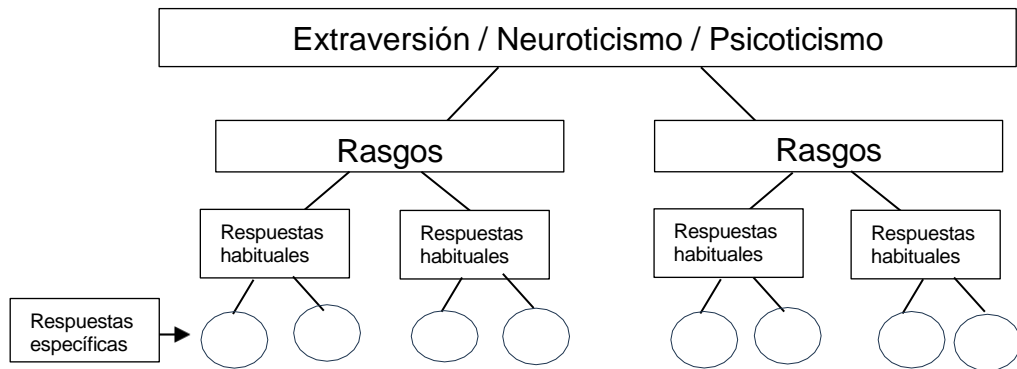 Extraversión / Neuroticismo / Psicoticismo
Rasgos
Rasgos
Respuestas
habituales
Respuestas
habituales
Respuestas
habituales
Respuestas
habituales
Respuestas
específicas